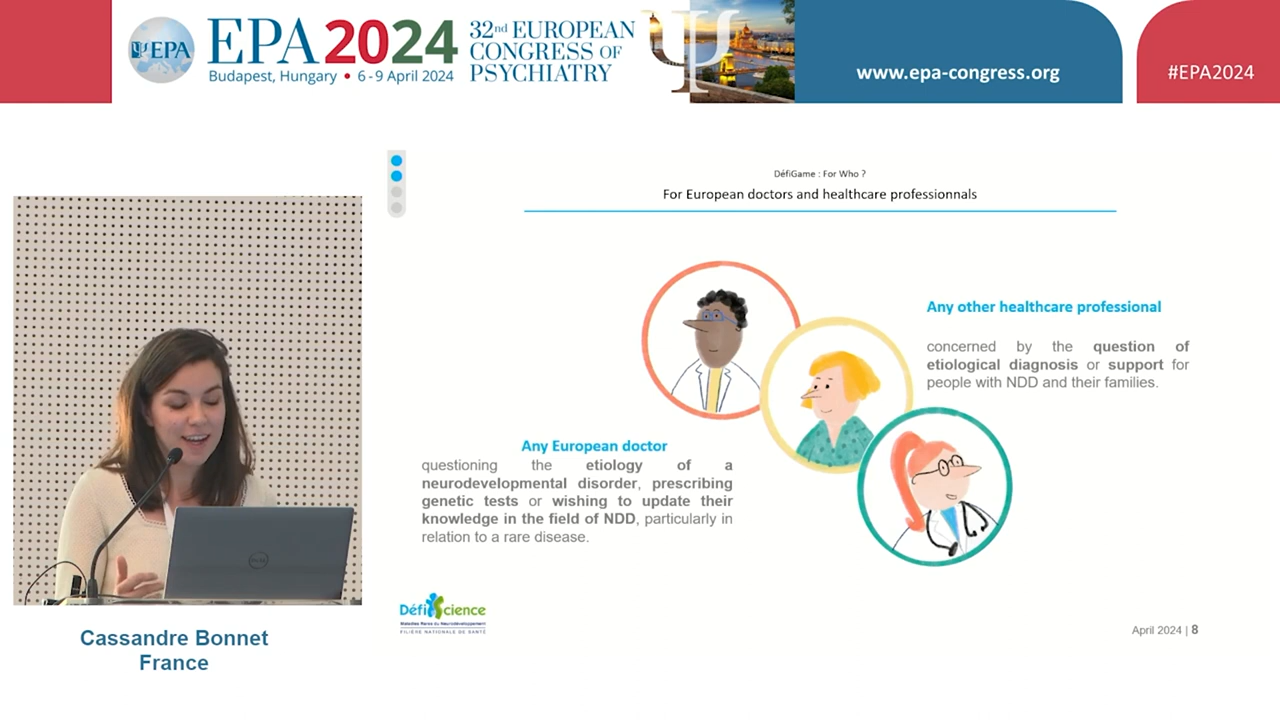 EPA
EPA2024
Budapest, Hungary • 6-9 April 2024
32nd EUROPEAN
CONGRESS OF
PSYCHIATRY
www.epa-congress.org
#EPA2024
DéfiGame : For Who ?
For European doctors and healthcare professionnals
Any other healthcare professional
concerned by the question of
etiological diagnosis or support for
people with NDD and their families.
Any European doctor
questioning the etiology of a
neurodevelopmental disorder, prescribing
genetic tests or wishing to update their
knowledge in the field of NDD, particularly in
relation to a rare disease.
DéfiScience
Maladies Rares du Neurodéveloppement
FILIÈRE NATIONALE DE SANTÉ
April 2024 | 8
DELL
Cassandre Bonnet
France